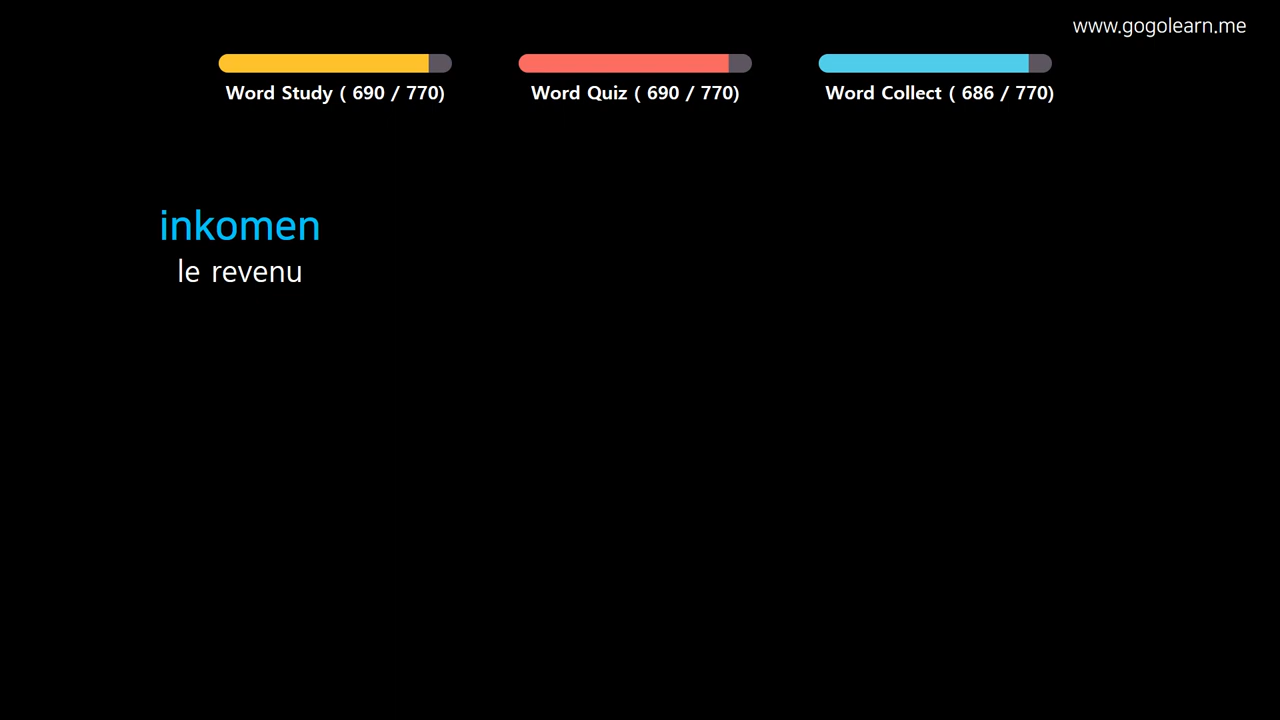 www.gogolearn.me
Word Study ( 690 / 770)
Word Quiz ( 690 / 770)
Word Collect ( 686 / 770)
inkomen
le revenu